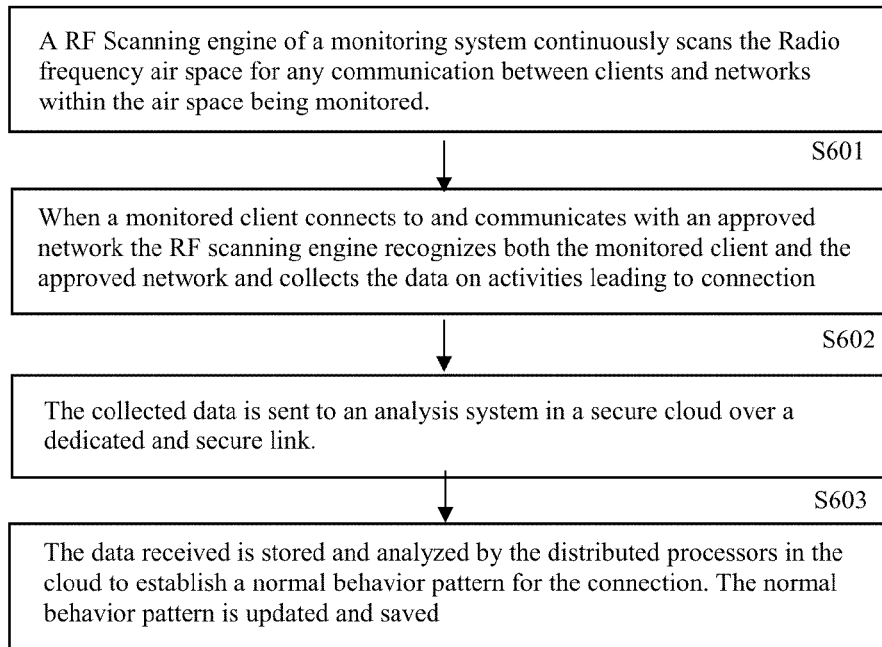 A RF Scanning engine of a monitoring system continuously scans the Radio
frequency air space for any communication between clients and networks
within the air space being monitored.
S601
When a monitored client connects to and communicates with an approved
network the RF scanning engine recognizes both the monitored client and the
approved network and collects the data on activities leading to connection
S602
The collected data is sent to an analysis system in a secure cloud over a
dedicated and secure link.
S603
The data received is stored and analyzed by the distributed processors in the
cloud to establish a normal behavior pattern for the connection. The normal
behavior pattern is updated and saved